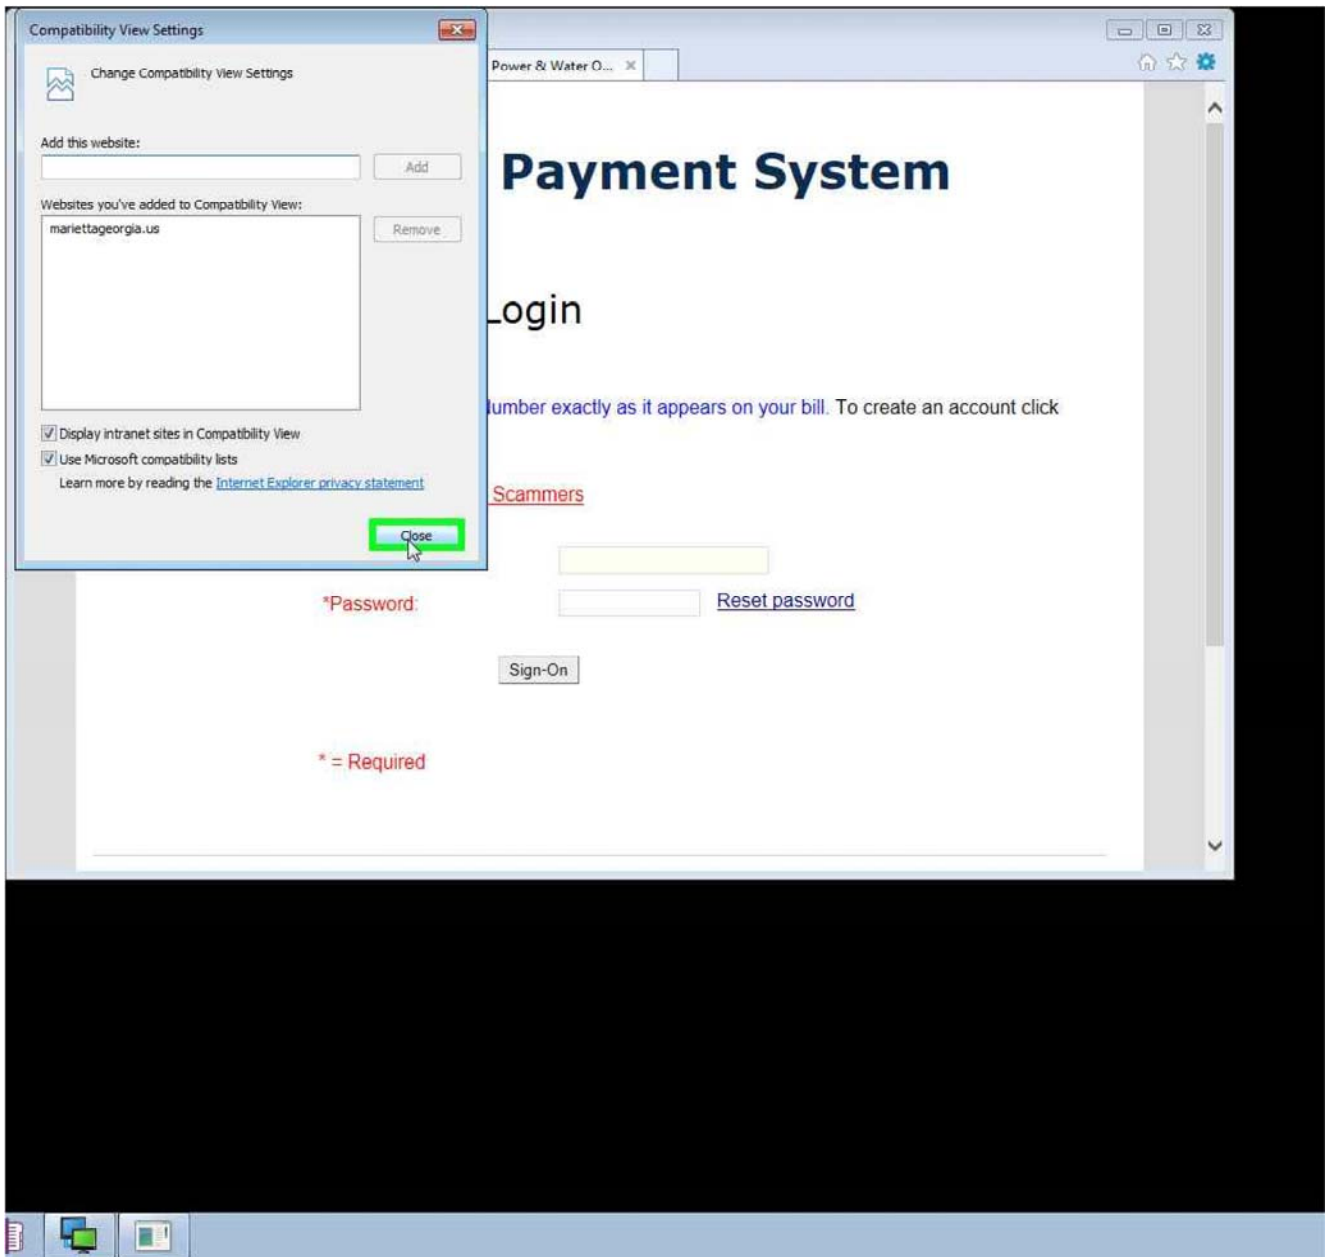 Compatibility View Settings
Change Compatibility View Settings
Add this website:
Add
Websites you've added to Compatibility View:
mariettageorgia.us
Remove
Display intranet sites in Compatibility View
Use Microsoft compatibility lists
Learn more by reading the Internet Explorer privacy statement
Close
Power & Water O...
Payment System
Login
Number exactly as it appears on your bill. To create an account click
Scammers
*Password:
Reset password
Sign-On
* = Required